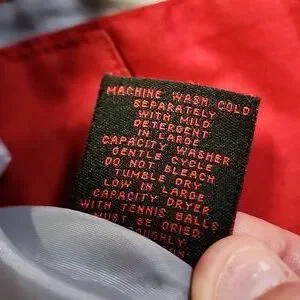 MACHINE WASH COLD
SEPARATELY
WITH MILD
DETERGENT
IN LARGE
CAPACITY WASHER
GENTLE CYCLE
DO NOT BLEACH
TUMBLE DRY
LOW IN LARGE
CAPACITY DRYER
WITH TENNIS BALLS
MUST BE DRIED